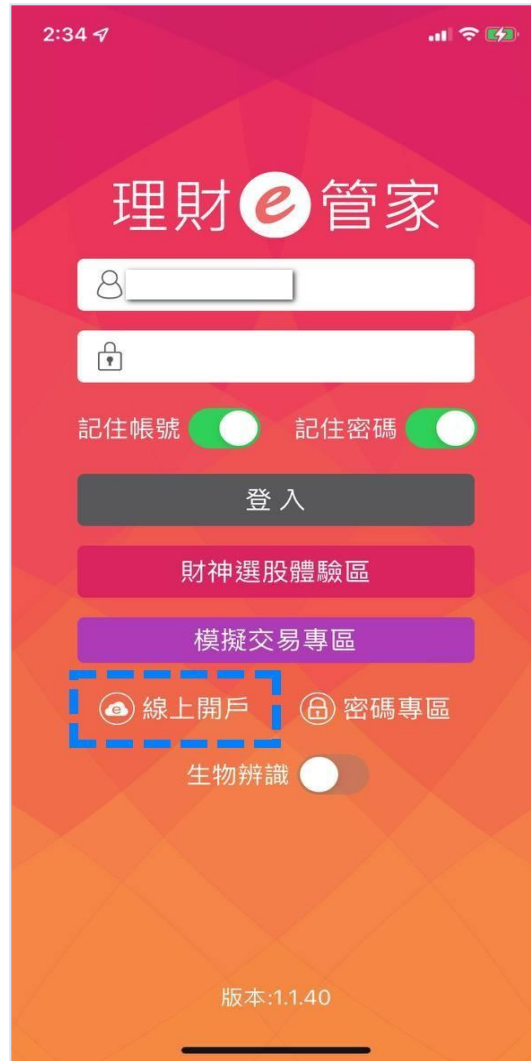 2:34
理財e管家
記住帳號 記住密碼
登入
財神選股體驗區
模擬交易專區
線上開戶 密碼專區
生物辨識
版本:1.1.40